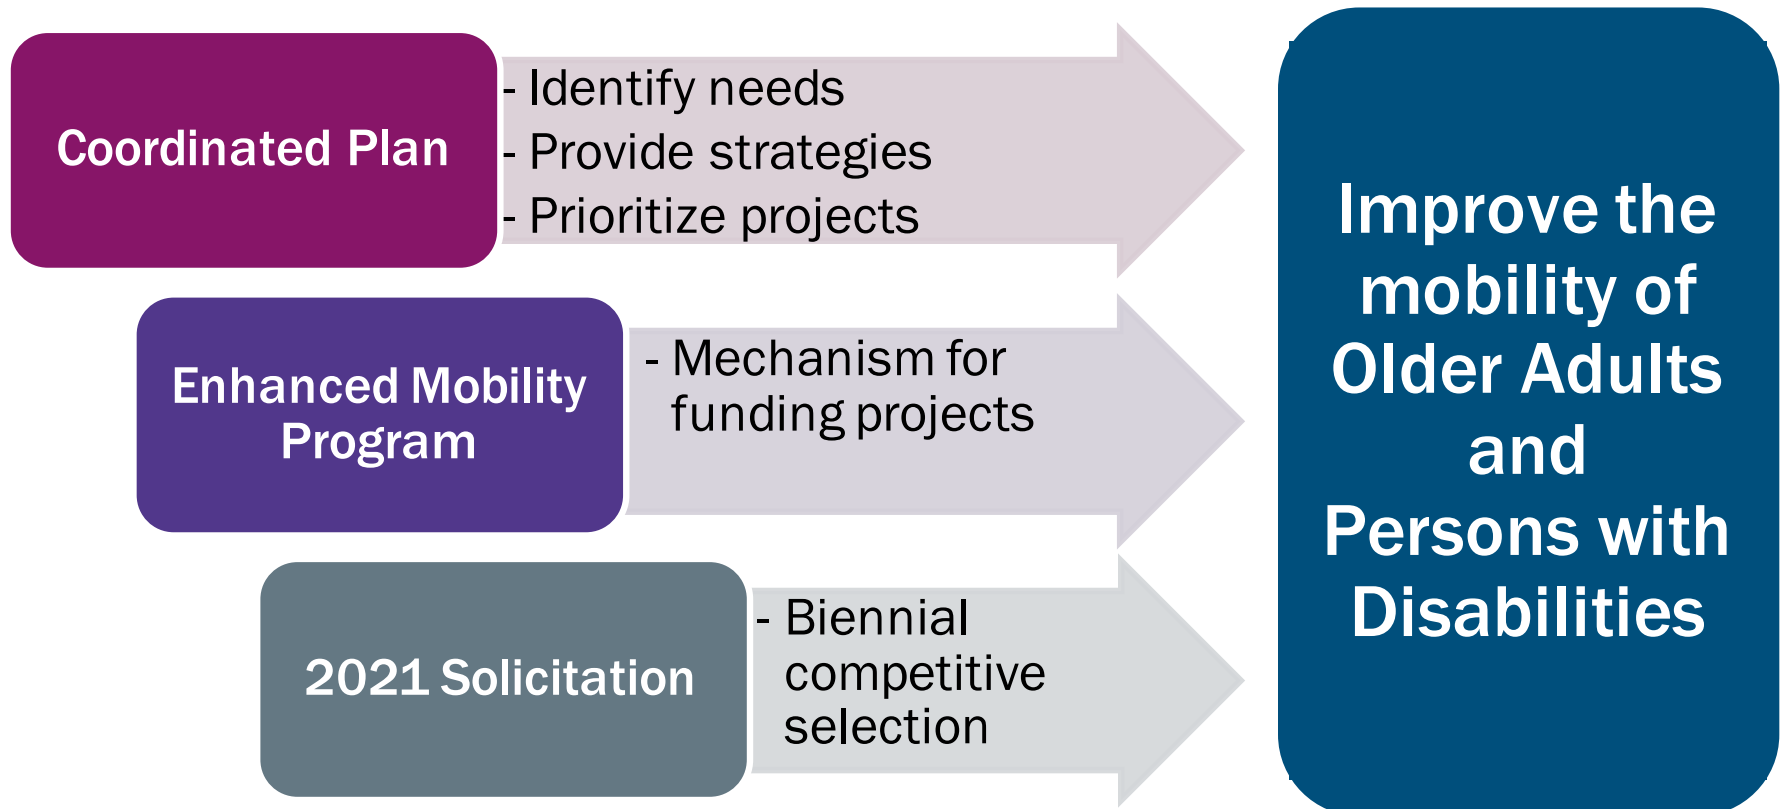 Coordinated Plan
- Identify needs
- Provide strategies
- Prioritize projects
Enhanced Mobility
Program
- Mechanism for
funding projects
2021 Solicitation
- Biennial
competitive
selection
Improve the
mobility of
Older Adults
and
Persons with
Disabilities